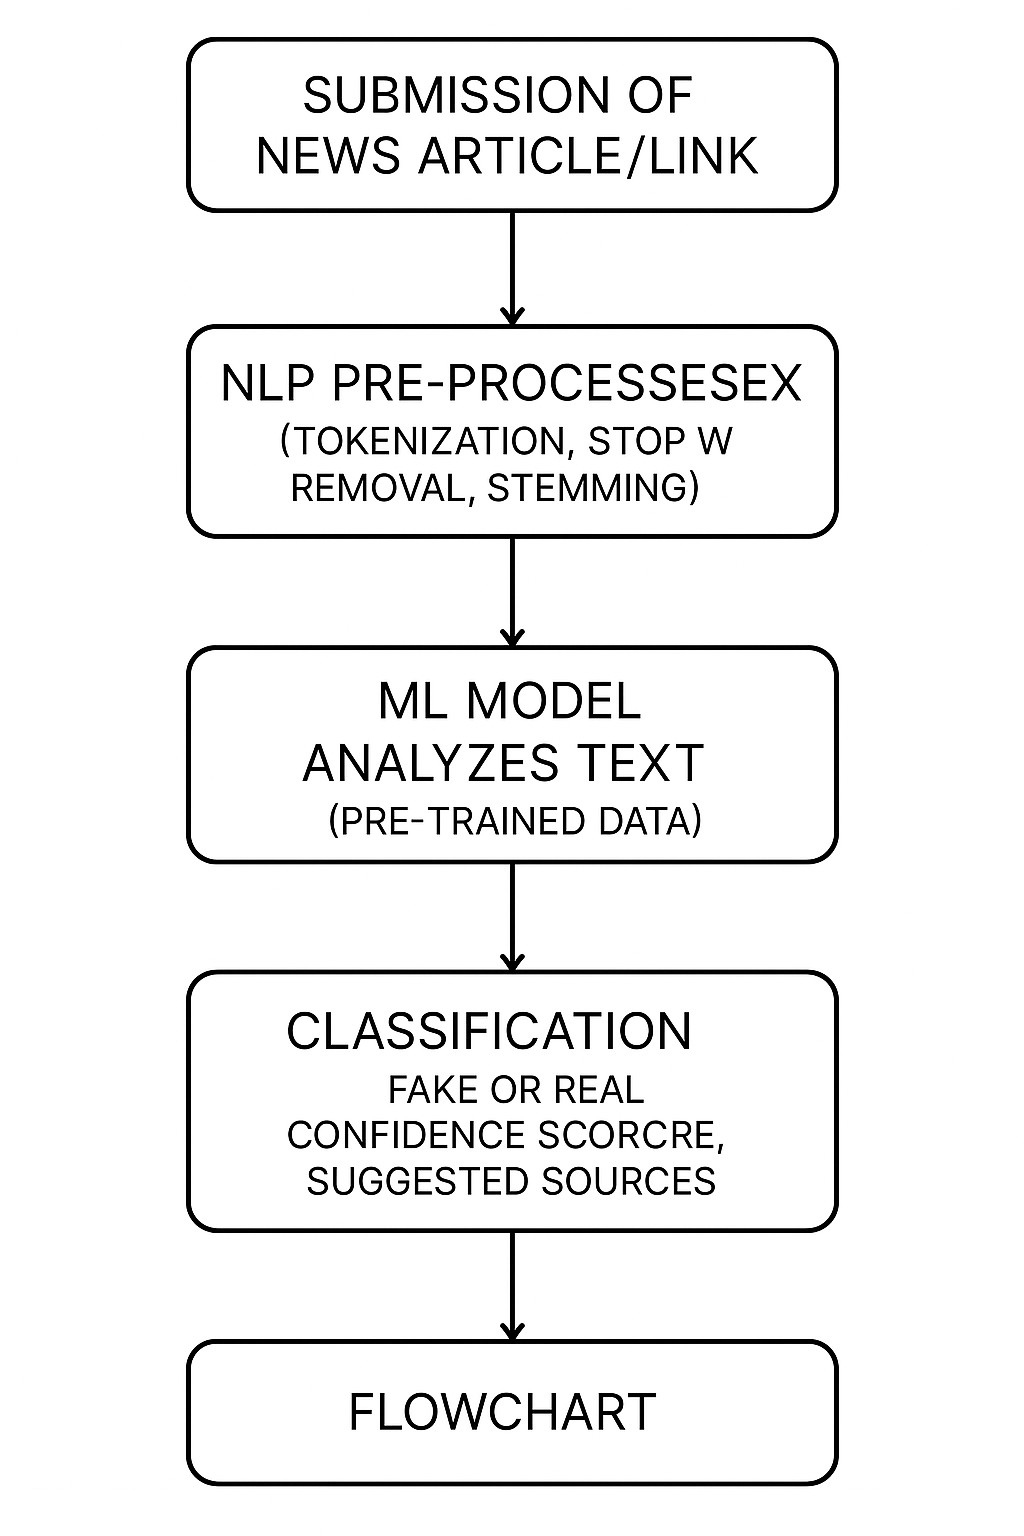 SUBMISSION OF
NEWS ARTICLE/LINK
NLP PRE-PROCESSESEX
(TOKENIZATION, STOP W
REMOVAL, STEMMING)
ML MODEL
ANALYZES TEXT
(PRE-TRAINED DATA)
CLASSIFICATION
FAKE OR REAL
CONFIDENCE SCORCRE,
SUGGESTED SOURCES
FLOWCHART